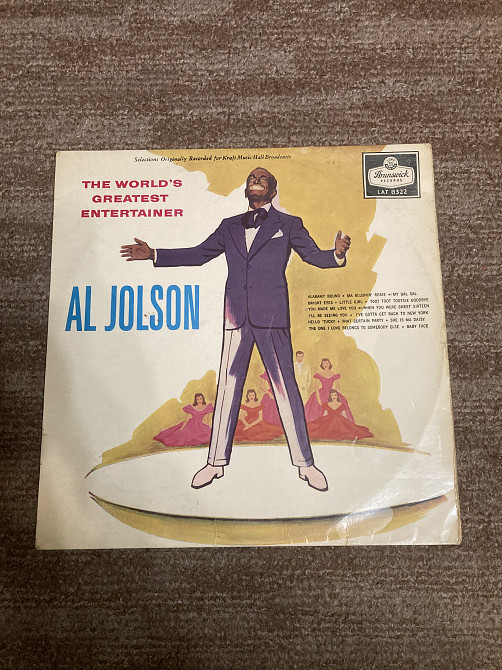 Selections Originally Recorded for Kraft Music Hall Broadcasts
THE WORLD'S
GREATEST
ENTERTAINER
Brunswick
RECORDS
LAT 8322
AL JOLSON
ALABAMY BOUND • MA BLUSHIN' ROSIE • MY GAL SAL
BRIGHT EYES • LITTLE GIRL • TOOT TOOT TOOTSIE GOODBYE
YOU MADE ME LOVE YOU • WHEN YOU WERE SWEET SIXTEEN
I'LL BE SEEING YOU • I'VE GOTTA GET BACK TO NEW YORK
HELLO 'TUCKY • THAT CERTAIN PARTY • SHE IS MA DAISY
THE ONE I LOVE BELONGS TO SOMEBODY ELSE • BABY FACE